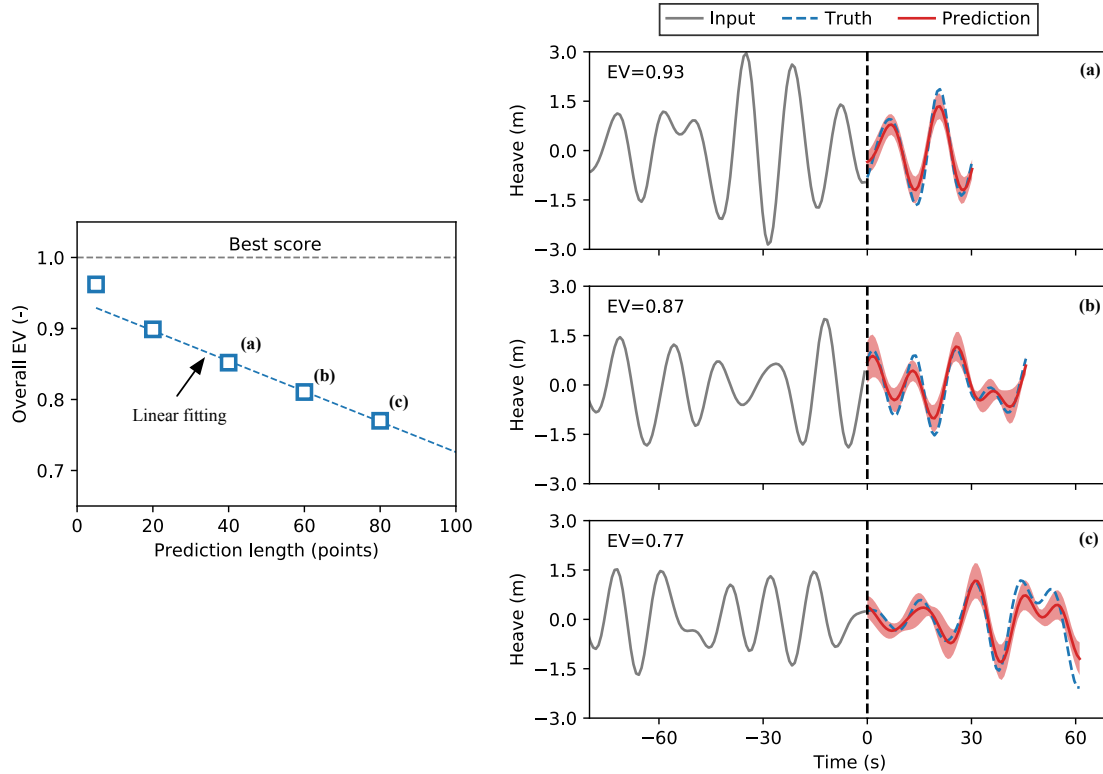 Best score
1.0
0.9
0.8
0.7
Overall EV (-)
(a)
(b)
(c)
Linear fitting
0 20 40 60 80 100
Prediction length (points)
Input Truth Prediction
3.0
1.5
0.0
−1.5
−3.0
Heave (m)
EV=0.93
(a)
3.0
1.5
0.0
−1.5
−3.0
Heave (m)
EV=0.87
(b)
3.0
1.5
0.0
−1.5
−3.0
Heave (m)
EV=0.77
(c)
−60 −30 0 30 60
Time (s)